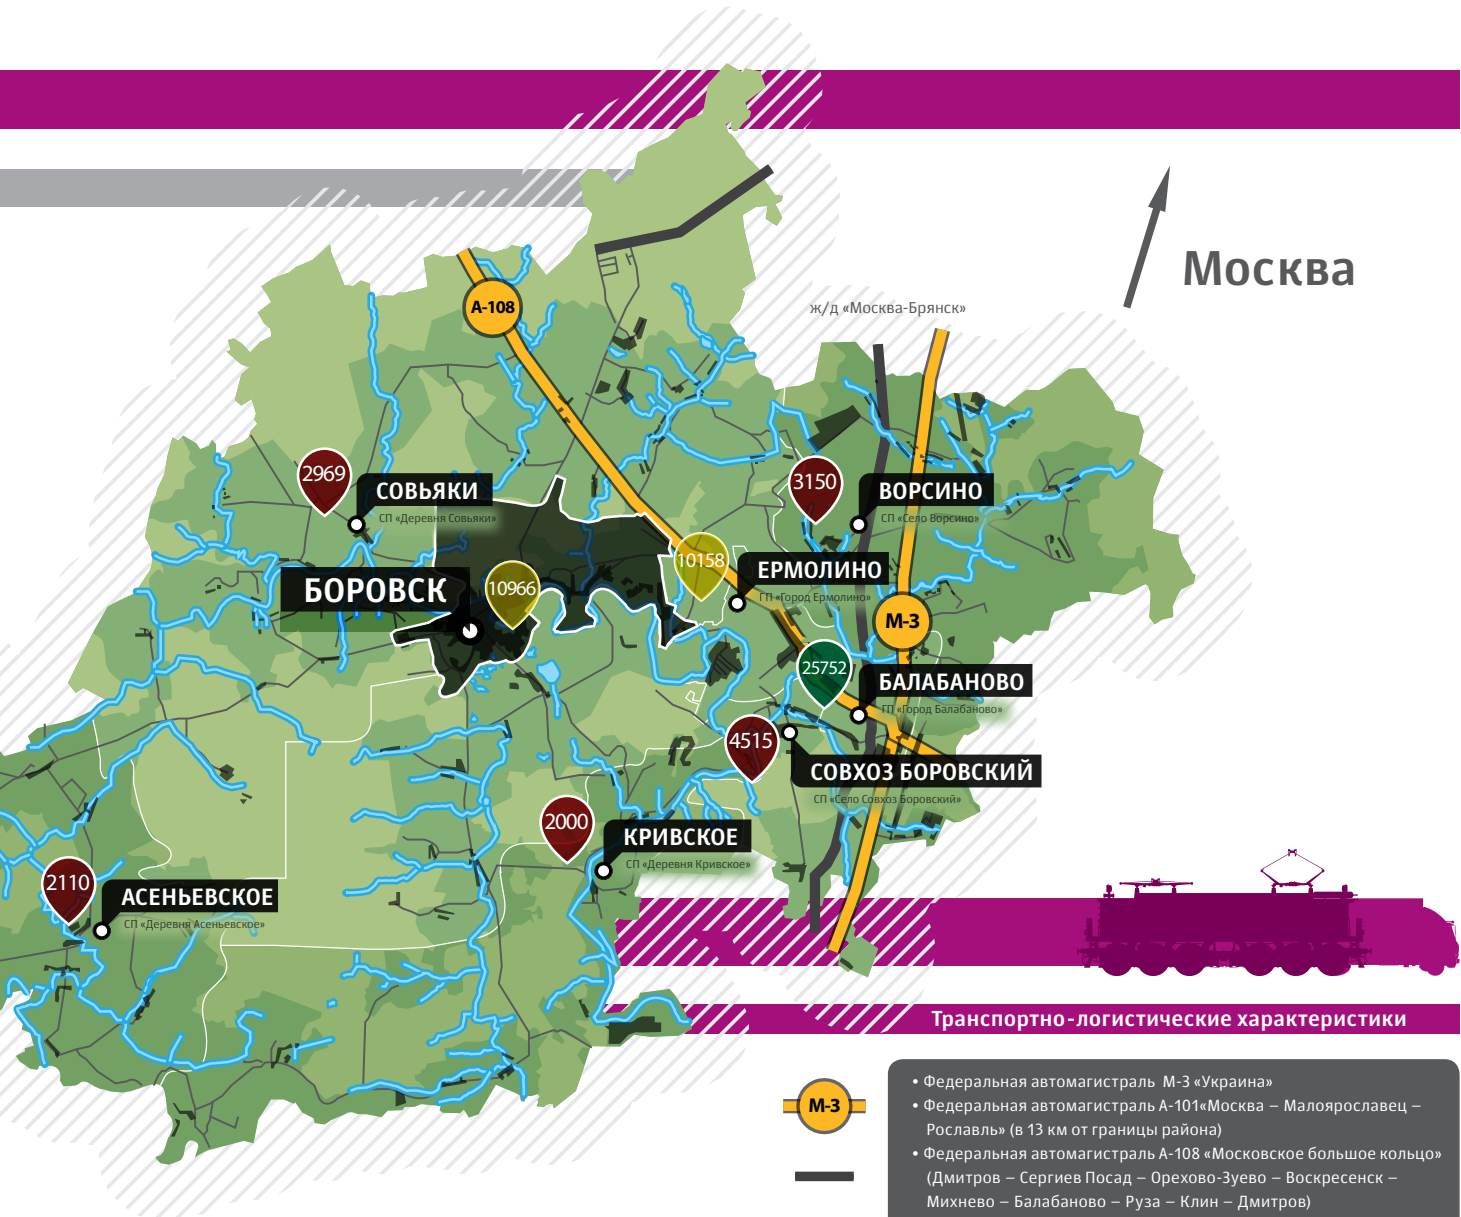 Москва
ж/д «Москва-Брянск»
А-108
2969
СОВЬЯКИ
СП «Деревня Совьяки»
3150
ВОРСИНО
СП «Село Ворсино»
БОРОВСК
10966
10158
ЕРМОЛИНО
ГП «Город Ермолино»
М-3
25752
БАЛАБАНОВО
ГП «Город Балабаново»
4515
СОВХОЗ БОРОВСКИЙ
СП «Село Совхоз Боровский»
2000
КРИВСКОЕ
СП «Деревня Кривское»
2110
АСЕНЬЕВСКОЕ
СП «Деревня Асеньевское»
Транспортно-логистические характеристики
М-3
• Федеральная автомагистраль М-3 «Украина»
• Федеральная автомагистраль А-101«Москва – Малоярославец –
Рославль» (в 13 км от границы района)
• Федеральная автомагистраль А-108 «Московское большое кольцо»
(Дмитров – Сергиев Посад – Орехово-Зуево – Воскресенск –
Михнево – Балабаново – Руза – Клин – Дмитров)